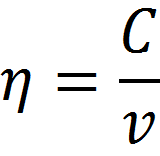 η = C/v